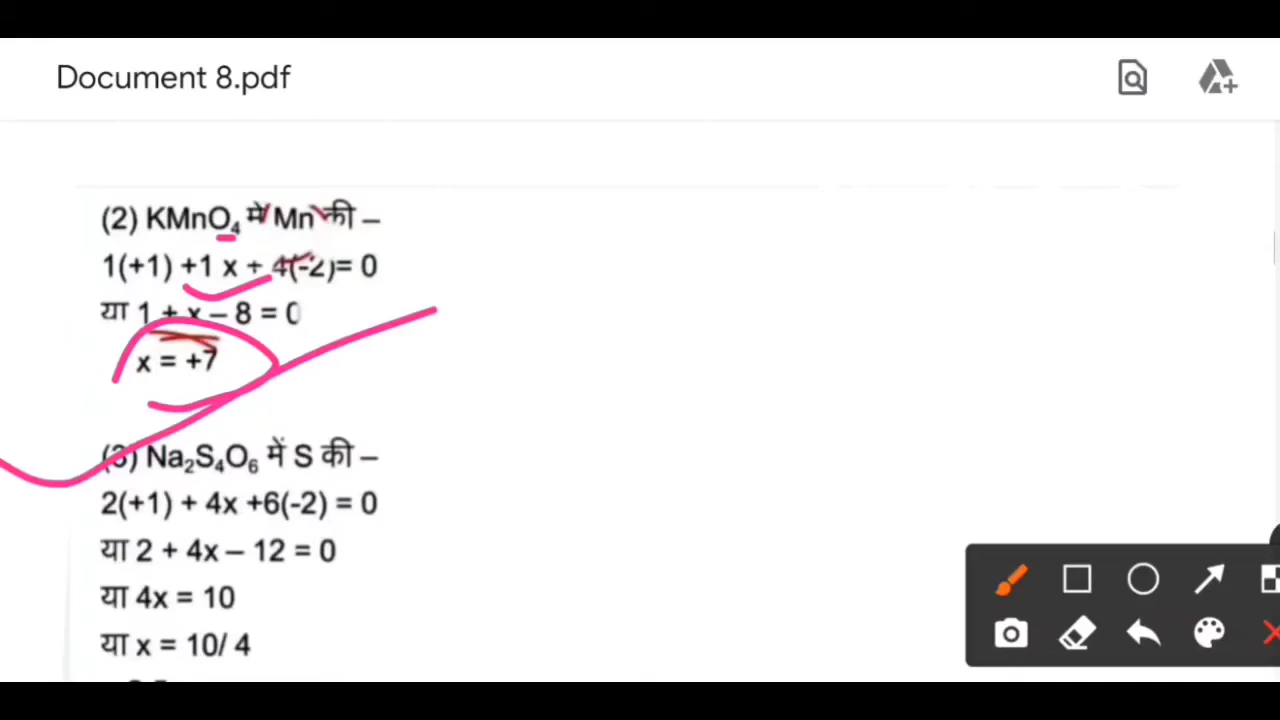 Document 8.pdf
(2) KMnO₄ में Mn की –
1(+1) +1 x + 4(-2)= 0
या 1 + x – 8 = 0
x = +7
(3) Na₂S₄O₆ में S की –
2(+1) + 4x +6(-2) = 0
या 2 + 4x – 12 = 0
या 4x = 10
या x = 10/ 4